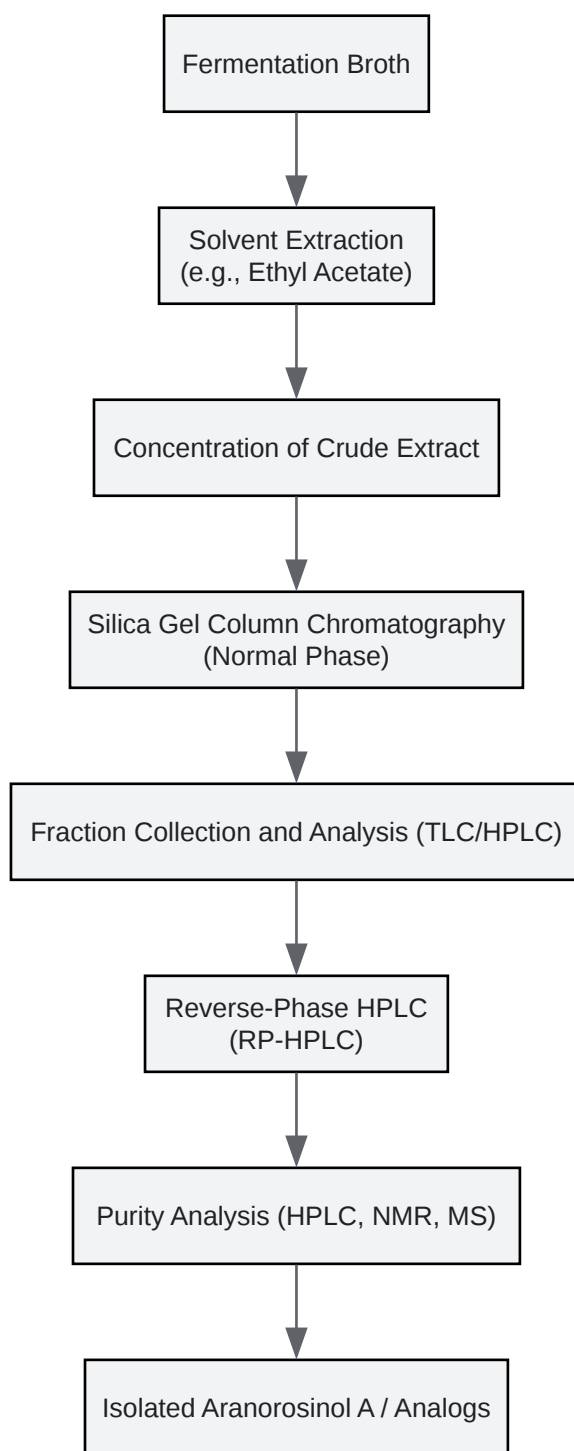 Fermentation Broth
Solvent Extraction
(e.g., Ethyl Acetate)
Concentration of Crude Extract
Silica Gel Column Chromatography
(Normal Phase)
Fraction Collection and Analysis (TLC/HPLC)
Reverse-Phase HPLC
(RP-HPLC)
Purity Analysis (HPLC, NMR, MS)
Isolated Aranorosinol A / Analogs